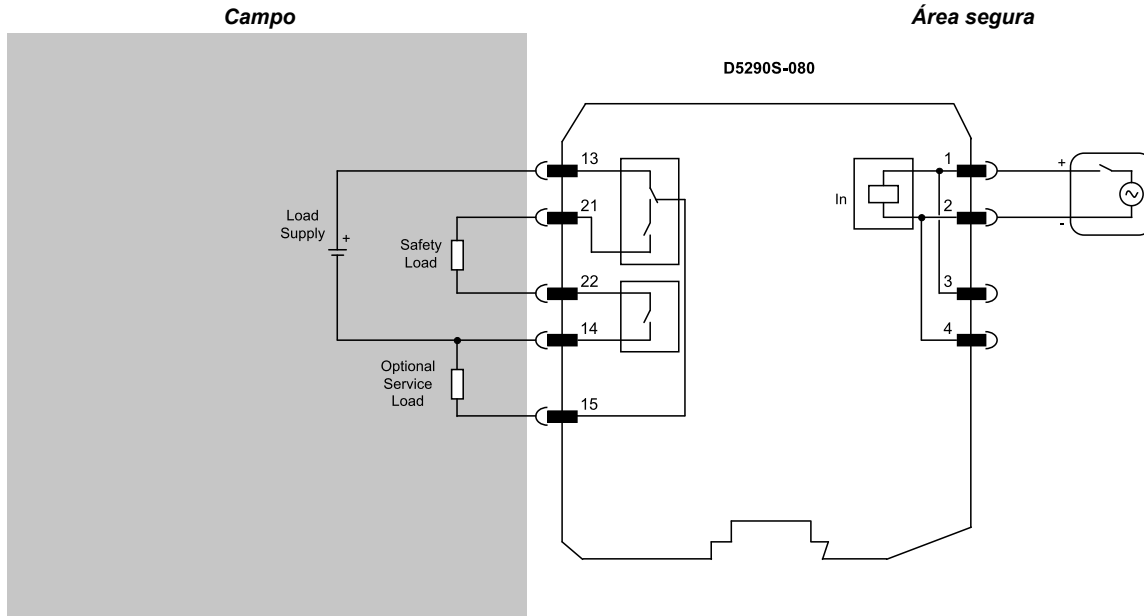 Campo
Área segura
D5290S-080
13
21
22
14
15
Load
Supply
+
Safety
Load
Optional
Service
Load
In
1
2
3
4
+
-